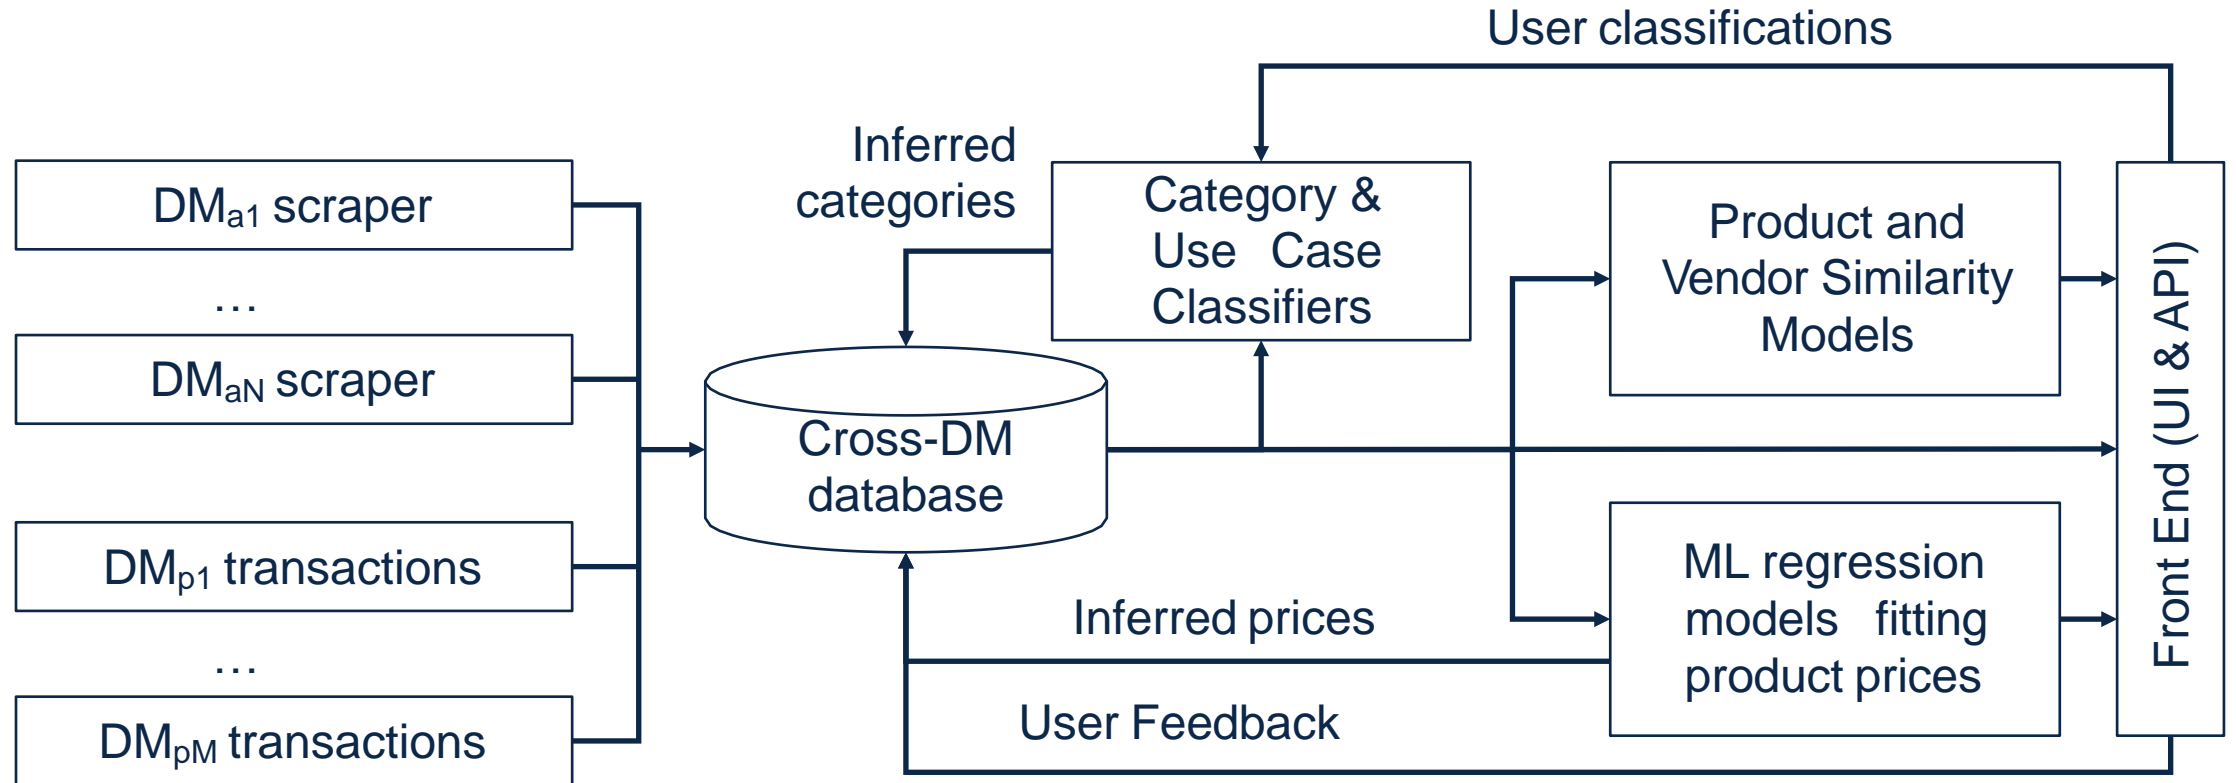 User classifications
Inferred
categories
DMa1 scraper
…
DMaN scraper
DMp1 transactions
…
DMpM transactions
Cross-DM
database
Category &
Use Case
Classifiers
Product and
Vendor Similarity
Models
ML regression
models fitting
product prices
Inferred prices
User Feedback
Front End (UI & API)